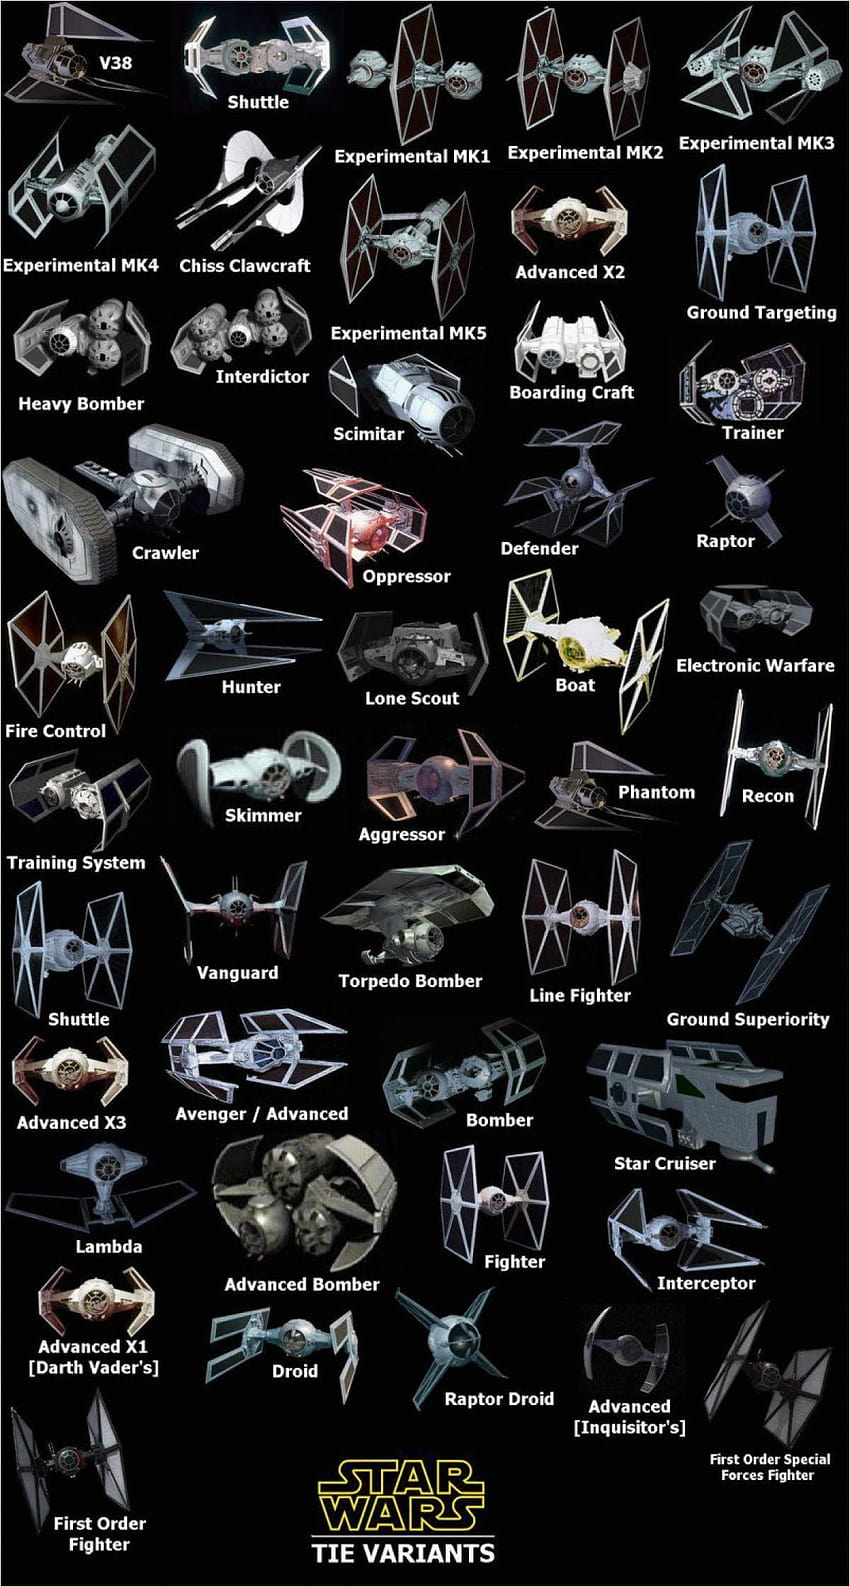 V38
Shuttle
Experimental MK1
Experimental MK2
Experimental MK3
Experimental MK4
Chiss Clawcraft
Experimental MK5
Advanced X2
Ground Targeting
Heavy Bomber
Interdictor
Scimitar
Boarding Craft
Trainer
Crawler
Oppressor
Defender
Raptor
Fire Control
Hunter
Lone Scout
Boat
Electronic Warfare
Training System
Skimmer
Aggressor
Phantom
Recon
Shuttle
Vanguard
Torpedo Bomber
Line Fighter
Ground Superiority
Advanced X3
Avenger / Advanced
Bomber
Star Cruiser
Lambda
Advanced Bomber
Fighter
Interceptor
Advanced X1
[Darth Vader's]
Droid
Raptor Droid
Advanced
[Inquisitor's]
First Order Special
Forces Fighter
First Order
Fighter
STAR
WARS
TIE VARIANTS